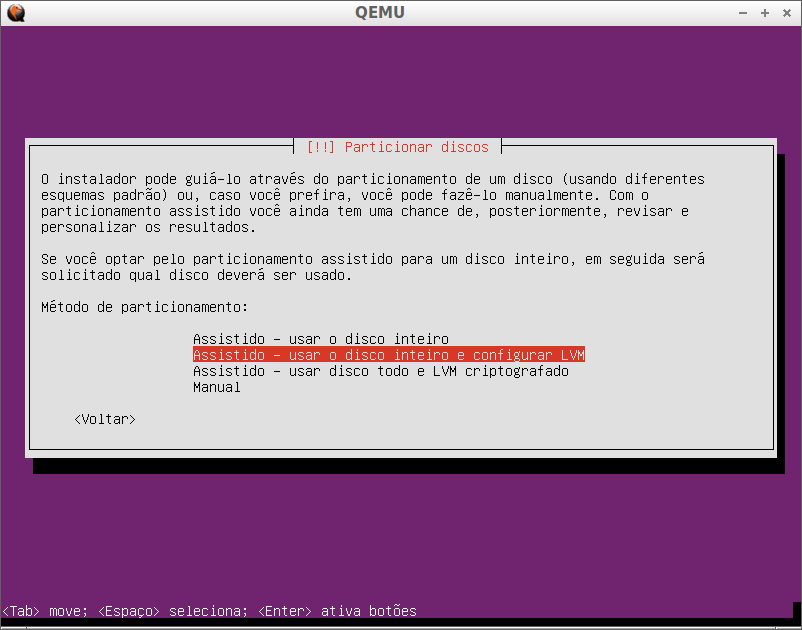 QEMU
[!!] Particionar discos
O instalador pode guiá-lo através do particionamento de um disco (usando diferentes
esquemas padrão) ou, caso você prefira, você pode fazê-lo manualmente. Com o
particionamento assistido você ainda tem uma chance de, posteriormente, revisar e
personalizar os resultados.
Se você optar pelo particionamento assistido para um disco inteiro, em seguida será
solicitado qual disco deverá ser usado.
Método de particionamento:
Assistido - usar o disco inteiro
Assistido - usar o disco inteiro e configurar LVM
Assistido - usar disco todo e LVM criptografado
Manual
<Voltar>
<Tab> move; <Espaço> seleciona; <Enter> ativa botões